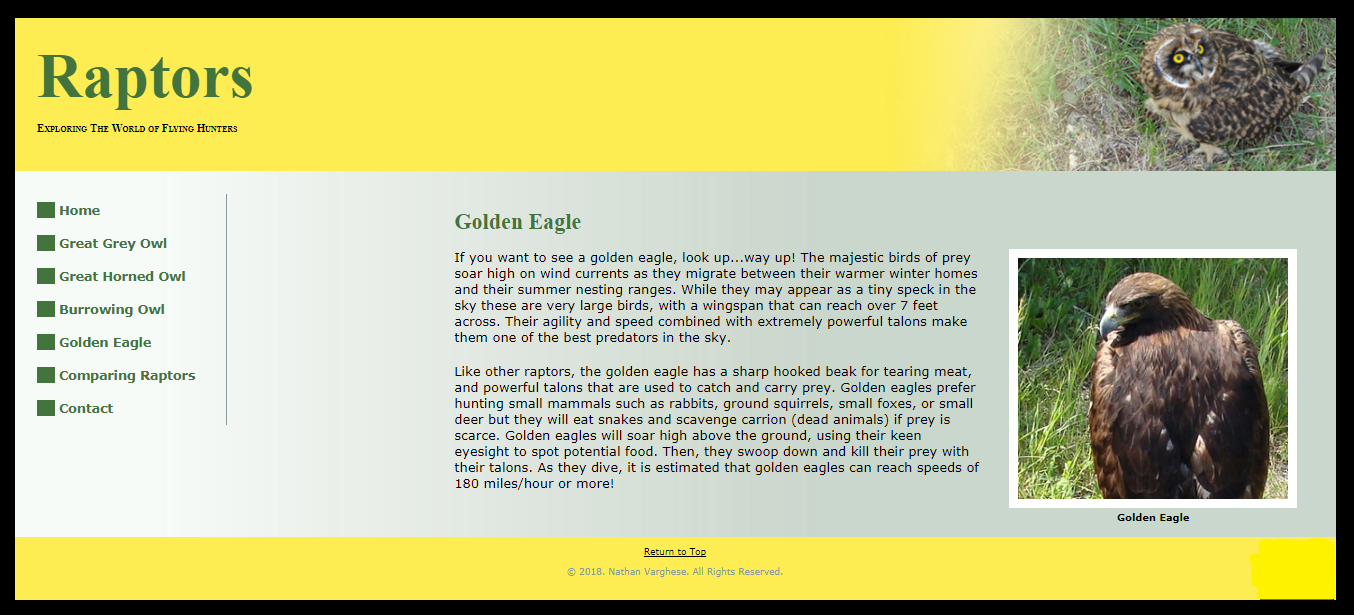 Raptors
Exploring The World of Flying Hunters
Home
Great Grey Owl
Great Horned Owl
Burrowing Owl
Golden Eagle
Comparing Raptors
Contact
Golden Eagle
If you want to see a golden eagle, look up...way up! The majestic birds of prey
soar high on wind currents as they migrate between their warmer winter homes
and their summer nesting ranges. While they may appear as a tiny speck in the
sky these are very large birds, with a wingspan that can reach over 7 feet
across. Their agility and speed combined with extremely powerful talons make
them one of the best predators in the sky.
Like other raptors, the golden eagle has a sharp hooked beak for tearing meat,
and powerful talons that are used to catch and carry prey. Golden eagles prefer
hunting small mammals such as rabbits, ground squirrels, small foxes, or small
deer but they will eat snakes and scavenge carrion (dead animals) if prey is
scarce. Golden eagles will soar high above the ground, using their keen
eyesight to spot potential food. Then, they swoop down and kill their prey with
their talons. As they dive, it is estimated that golden eagles can reach speeds of
180 miles/hour or more!
Golden Eagle
Return to Top
© 2018. Nathan Varghese. All Rights Reserved.